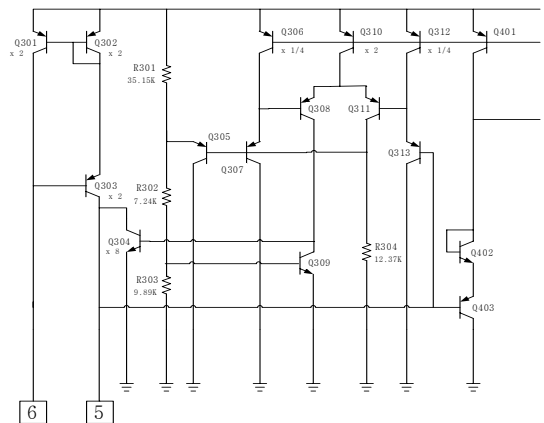 Q301
x 2
Q302
x 2
R301
35.15K
Q306
x 1/4
Q310
x 2
Q312
x 1/4
Q401
Q308
Q311
Q305
Q307
Q313
Q303
x 2
R302
7.24K
Q304
x 8
R304
12.37K
Q402
Q309
R303
9.89K
Q403
6
5